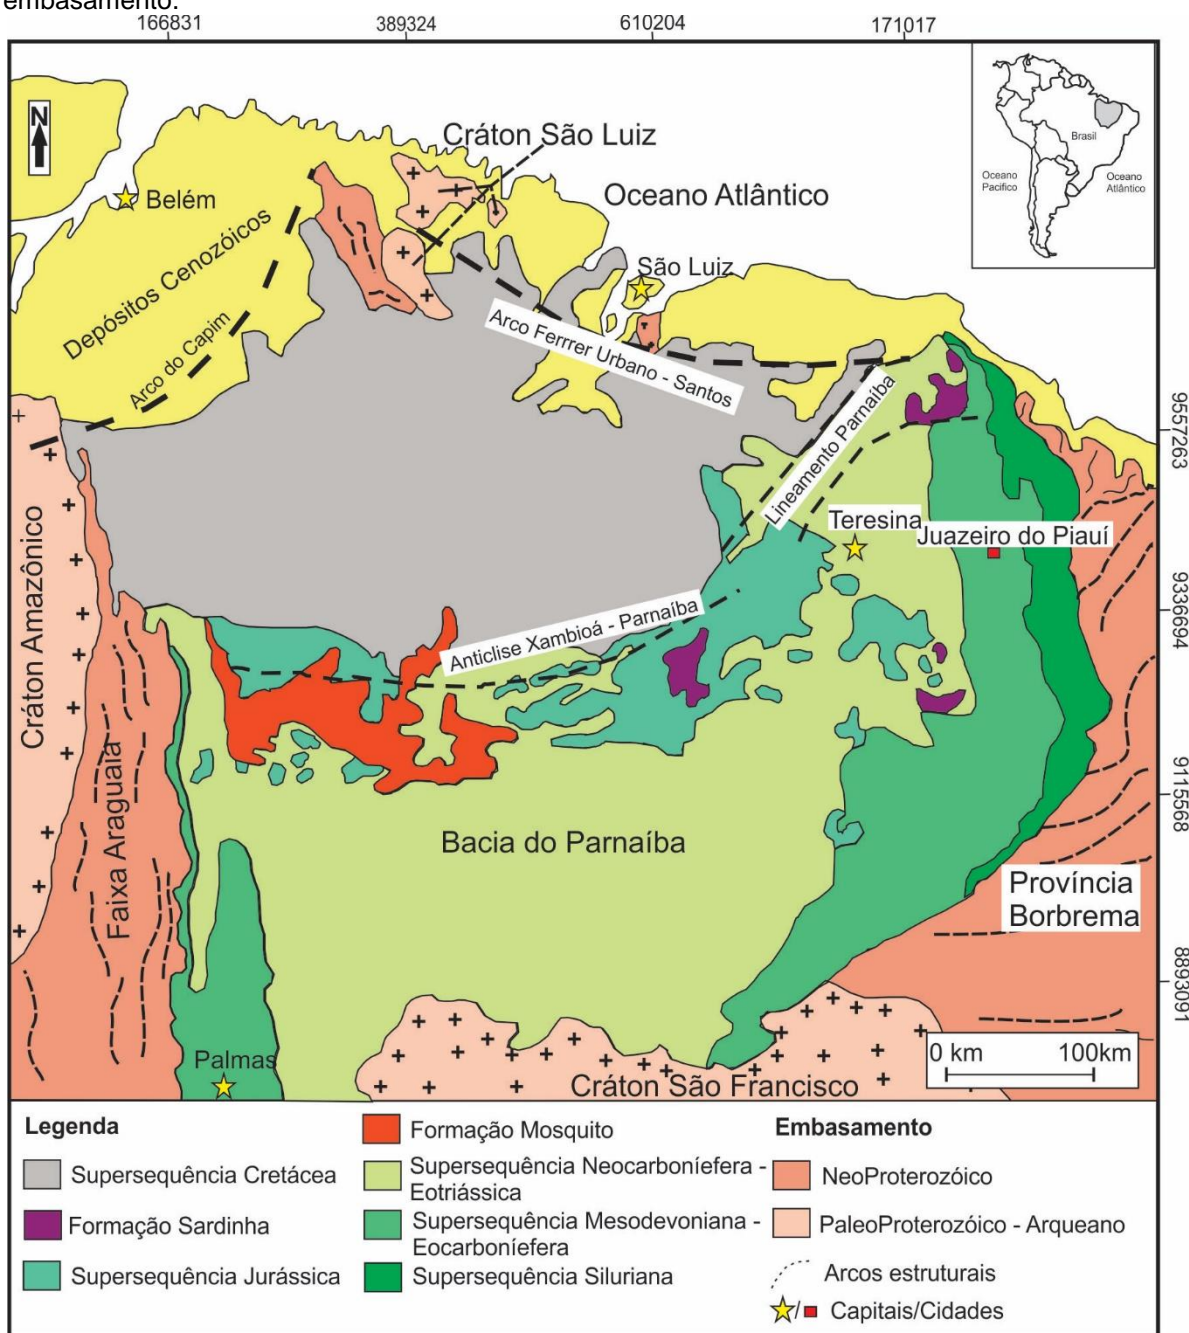 embasamento.
166831
389324
610204
171017
N
Cráton São Luiz
Oceano Atlântico
Belém
Depósitos Cenozóicos
Arco do Capim
São Luiz
Arco Ferrrer Urbano - Santos
Brasil
Oceano
Pacifico
Oceano
Atlântico
Lineamento Parnaíba
9557263
Teresina
Juazeiro do Piauí
9336694
Cráton Amazônico
Anticlise Xambioá - Parnaíba
Faixa Araguaia
9115568
Bacia do Parnaíba
Província
Borbrema
8893091
Palmas
Cráton São Francisco
0 km
100km
Legenda
Supersequência Cretácea
Formação Sardinha
Supersequência Jurássica
Formação Mosquito
Supersequência Neocarboníefera -
Eotriássica
Supersequência Mesodevoniana -
Eocarboníefera
Supersequência Siluriana
Embasamento
NeoProterozóico
PaleoProterozóico - Arqueano
Arcos estruturais
/ Capitais/Cidades